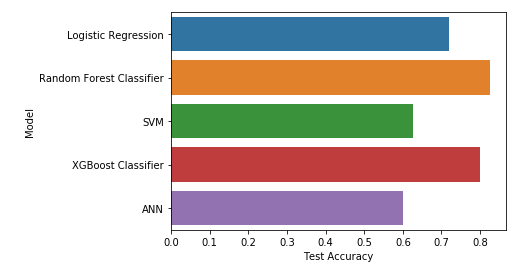 Model
Logistic Regression
Random Forest Classifier
SVM
XGBoost Classifier
ANN
0.0 0.1 0.2 0.3 0.4 0.5 0.6 0.7 0.8
Test Accuracy